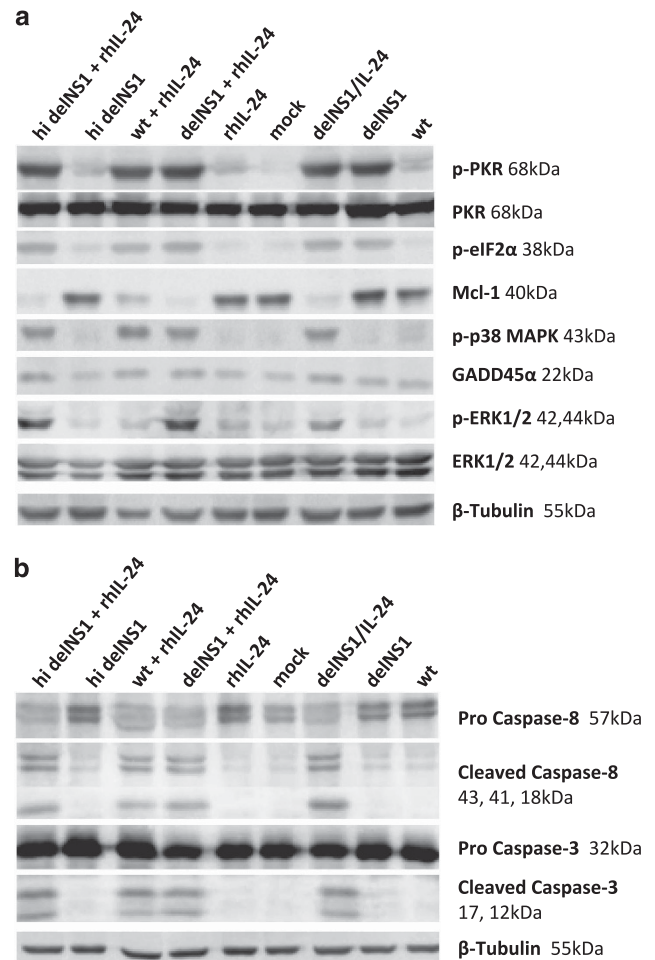 a
hi delNS1 + rhIL-24
hi delNS1
wt + rhIL-24
delNS1 + rhIL-24
rhIL-24
mock
delNS1/IL-24
delNS1
wt
p-PKR 68kDa
PKR 68kDa
p-eIF2α 38kDa
Mcl-1 40kDa
p-p38 MAPK 43kDa
GADD45α 22kDa
p-ERK1/2 42,44kDa
ERK1/2 42,44kDa
β-Tubulin 55kDa
b
hi delNS1 + rhIL-24
hi delNS1
wt + rhIL-24
delNS1 + rhIL-24
rhIL-24
mock
delNS1/IL-24
delNS1
wt
Pro Caspase-8 57kDa
Cleaved Caspase-8
43, 41, 18kDa
Pro Caspase-3 32kDa
Cleaved Caspase-3
17, 12kDa
β-Tubulin 55kDa